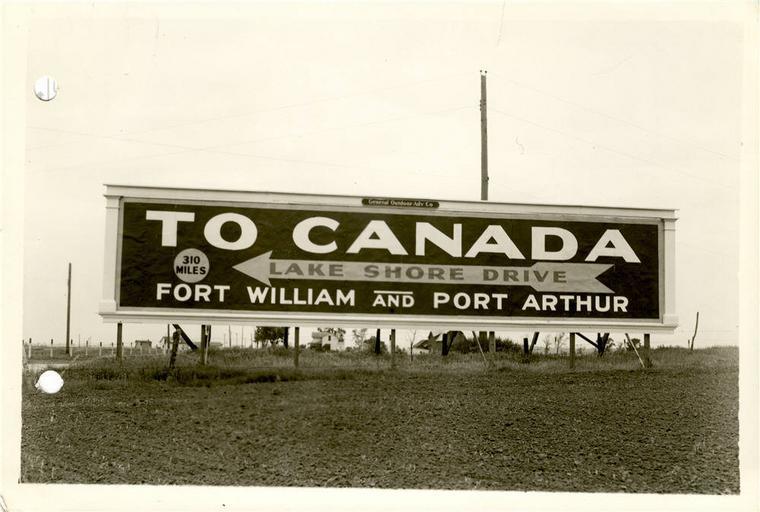 General Outdoor Adv Co
TO CANADA
310
MILES
LAKE SHORE DRIVE
FORT WILLIAM AND PORT ARTHUR